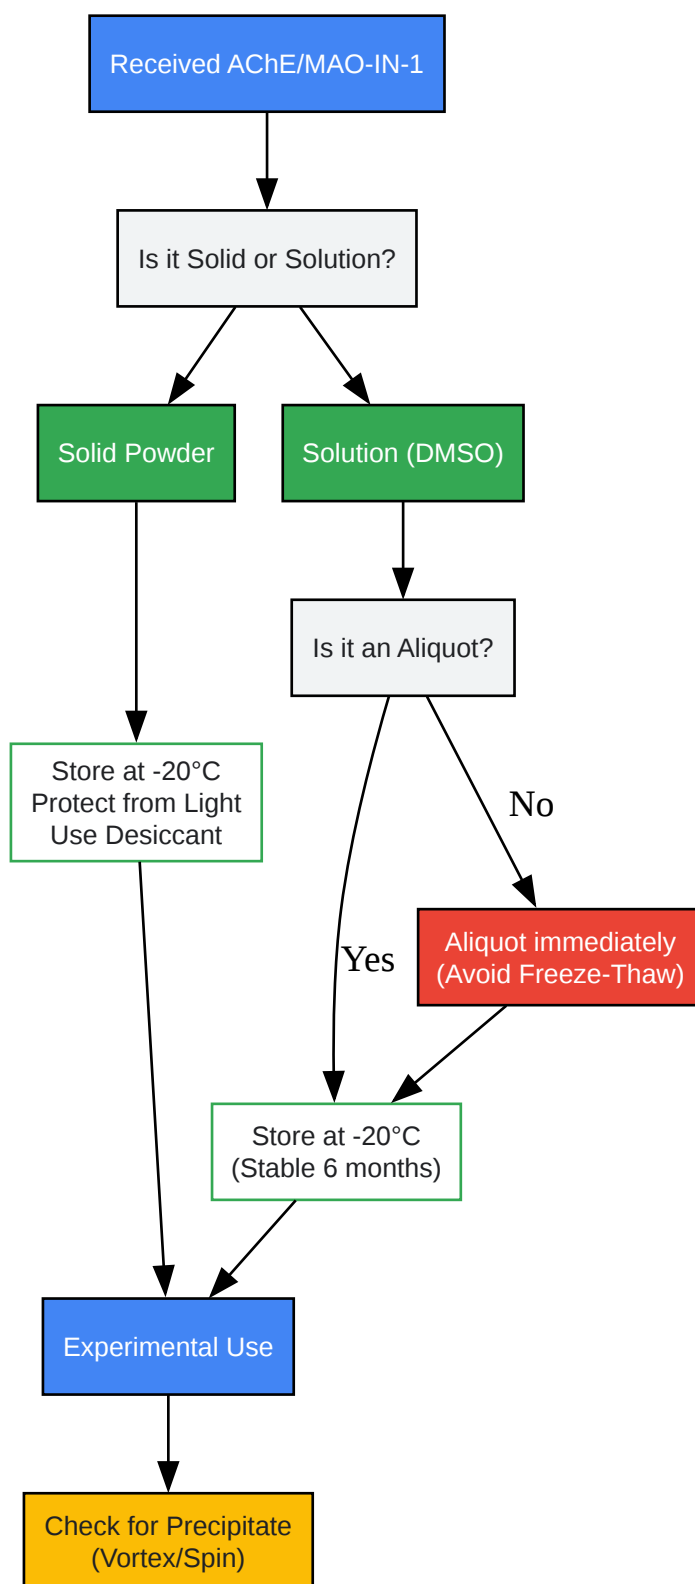 Received AChE/MAO-IN-1
Is it Solid or Solution?
Solid Powder
Solution (DMSO)
Is it an Aliquot?
Store at -20°C
Protect from Light
Use Desiccant
No
Aliquot immediately
(Avoid Freeze-Thaw)
Yes
Store at -20°C
(Stable 6 months)
Experimental Use
Check for Precipitate
(Vortex/Spin)